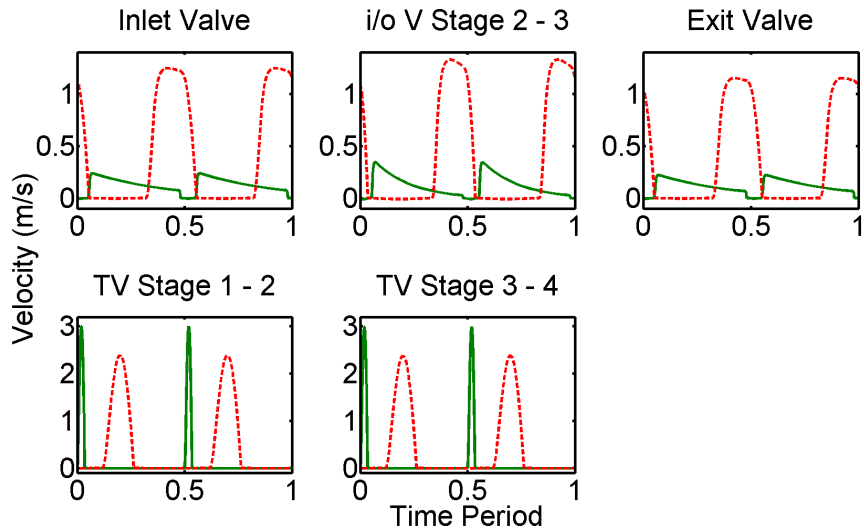 Inlet Valve
i/o V Stage 2 - 3
Exit Valve
1
0.5
0
0 0.5 1
1
0.5
0
0 0.5 1
1
0.5
0
0 0.5 1
Velocity (m/s)
TV Stage 1 - 2
TV Stage 3 - 4
3
2
1
0
0 0.5 1
3
2
1
0
0 0.5 1
Time Period